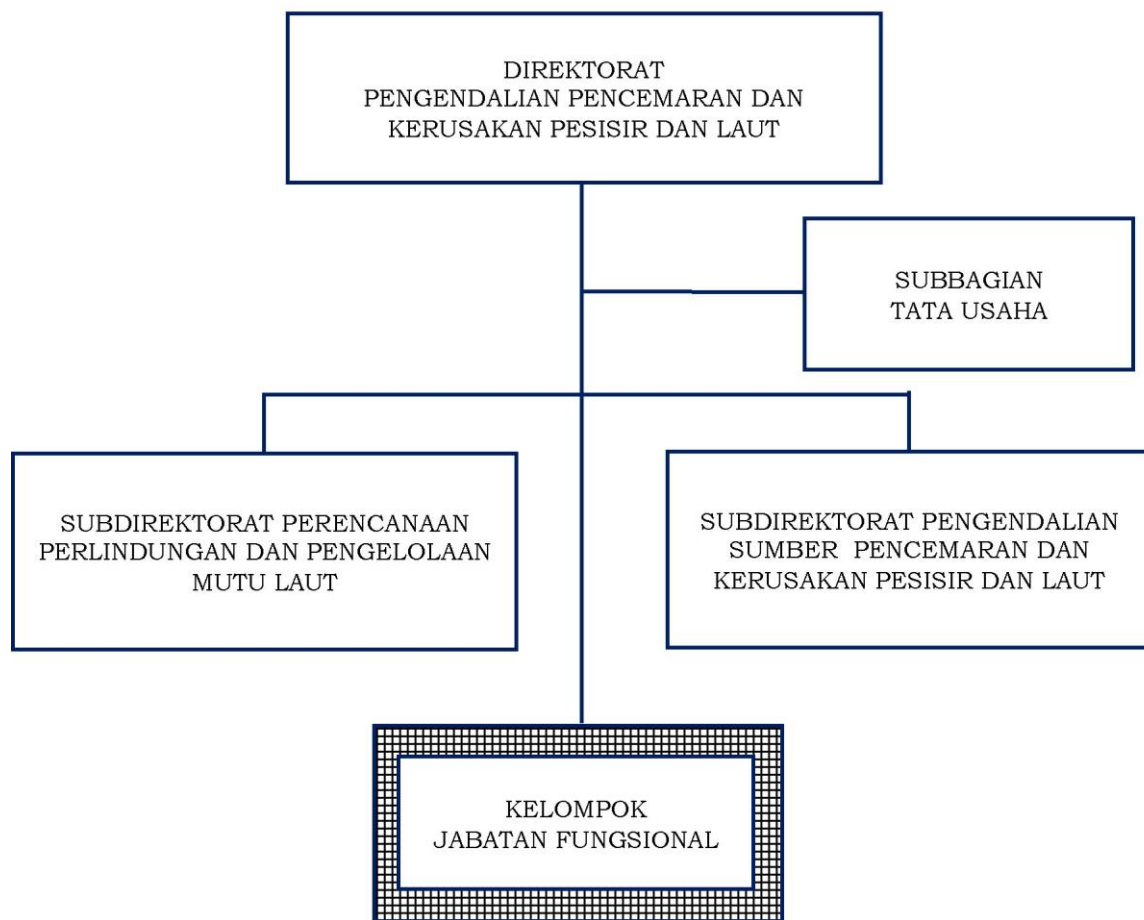 DIREKTORAT
PENGENDALIAN PENCEMARAN DAN
KERUSAKAN PESISIR DAN LAUT
SUBBAGIAN
TATA USAHA
SUBDIREKTORAT PERENCANAAN
PERLINDUNGAN DAN PENGELOLAAN
MUTU LAUT
SUBDIREKTORAT PENGENDALIAN
SUMBER PENCEMARAN DAN
KERUSAKAN PESISIR DAN LAUT
KELOMPOK
JABATAN FUNGSIONAL